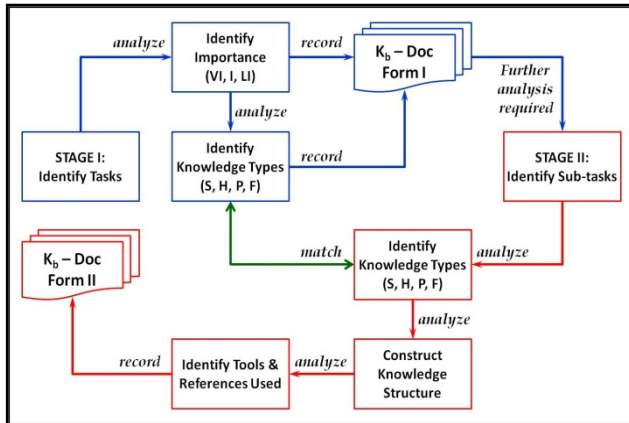 analyze
Identify
Importance
(VI, I, LI)
record
K_b – Doc
Form I
Further
analysis
required
analyze
STAGE I:
Identify Tasks
Identify
Knowledge Types
(S, H, P, F)
record
STAGE II:
Identify Sub-tasks
K_b – Doc
Form II
match
Identify
Knowledge Types
(S, H, P, F)
analyze
analyze
record
Identify Tools &
References Used
analyze
Construct
Knowledge
Structure